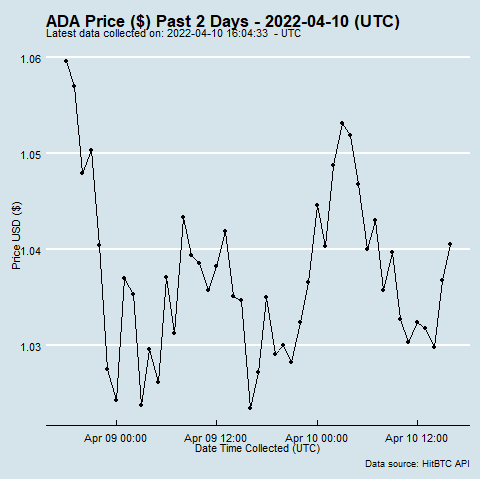 ADA Price ($) Past 2 Days - 2022-04-10 (UTC)
Latest data collected on: 2022-04-10 16:04:33 - UTC
1.06
1.05
1.04
1.03
Price USD ($)
Apr 09 00:00 Apr 09 12:00 Apr 10 00:00 Apr 10 12:00
Date Time Collected (UTC)
Data source: HitBTC API